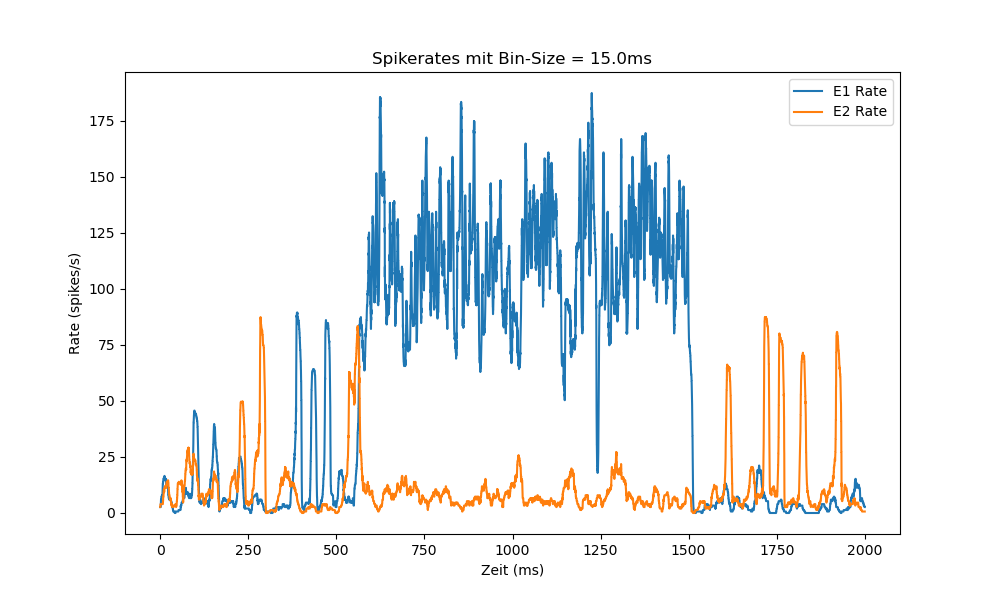 Spikerates mit Bin-Size = 15.0ms
E1 Rate
E2 Rate
175
150
125
100
75
50
25
0
Rate (spikes/s)
0 250 500 750 1000 1250 1500 1750 2000
Zeit (ms)